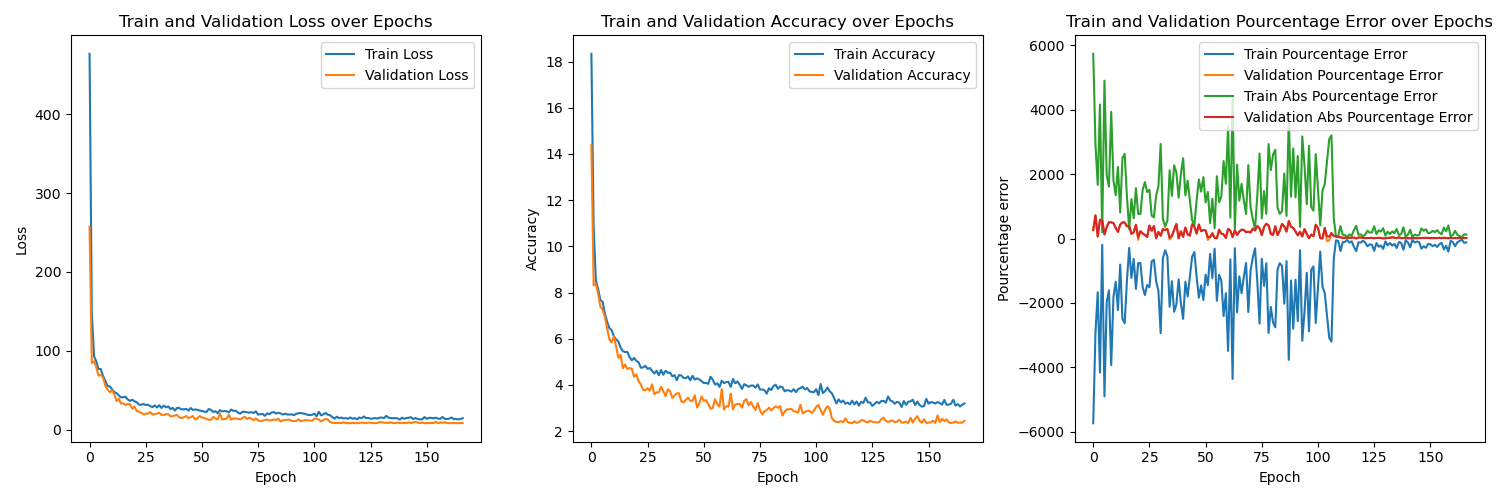 Train and Validation Loss over Epochs
Train Loss
Validation Loss
Loss
400
300
200
100
0
0 25 50 75 100 125 150
Epoch
Train and Validation Accuracy over Epochs
Train Accuracy
Validation Accuracy
Accuracy
18
16
14
12
10
8
6
4
2
0 25 50 75 100 125 150
Epoch
Train and Validation Pourcentage Error over Epochs
Train Pourcentage Error
Validation Pourcentage Error
Train Abs Pourcentage Error
Validation Abs Pourcentage Error
Pourcentage error
6000
4000
2000
0
−2000
−4000
−6000
0 25 50 75 100 125 150
Epoch